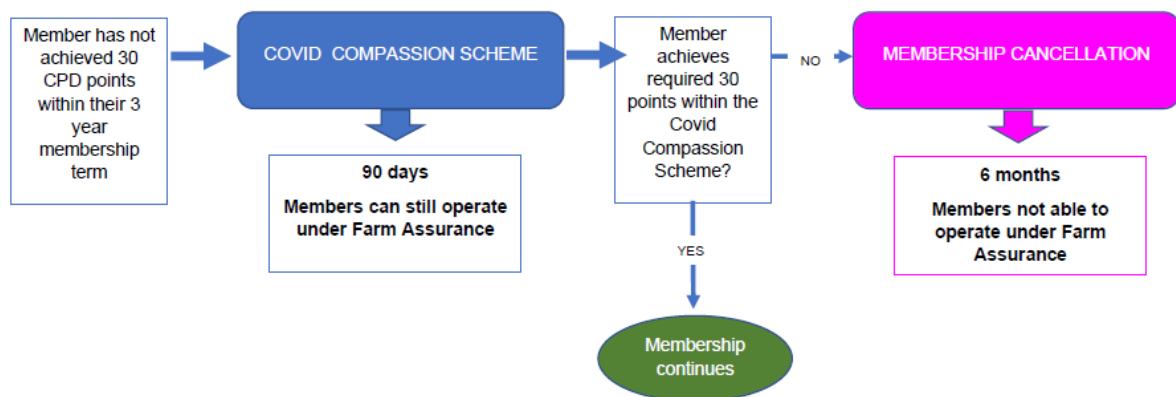 Member has not
achieved 30
CPD points
within their 3
year
membership
term
COVID COMPASSION SCHEME
90 days
Members can still operate
under Farm Assurance
Member
achieves
required 30
points within the
Covid
Compassion
Scheme?
NO
MEMBERSHIP CANCELLATION
6 months
Members not able to
operate under Farm
Assurance
YES
Membership
continues